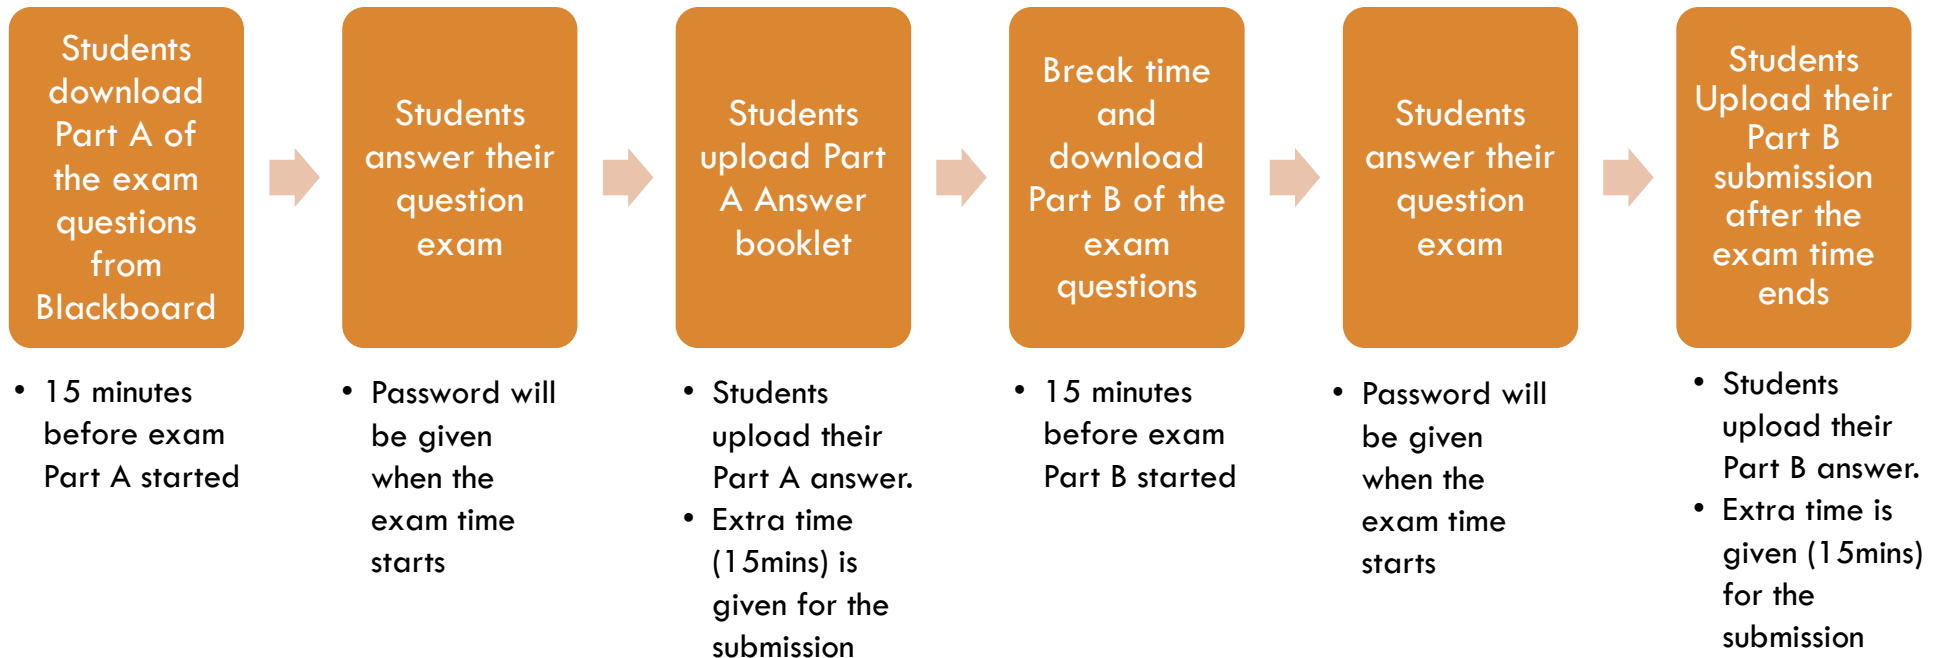 Students
download
Part A of
the exam
questions
from
Blackboard
• 15 minutes
before exam
Part A started
Students
answer their
question
exam
• Password will
be given
when the
exam time
starts
Students
upload Part
A Answer
booklet
• Students
upload their
Part A answer.
• Extra time
(15mins) is
given for the
submission
Break time
and
download
Part B of the
exam
questions
• 15 minutes
before exam
Part B started
Students
answer their
question
exam
• Password will
be given
when the
exam time
starts
Students
Upload their
Part B
submission
after the
exam time
ends
• Students
upload their
Part B answer.
• Extra time is
given (15mins)
for the
submission